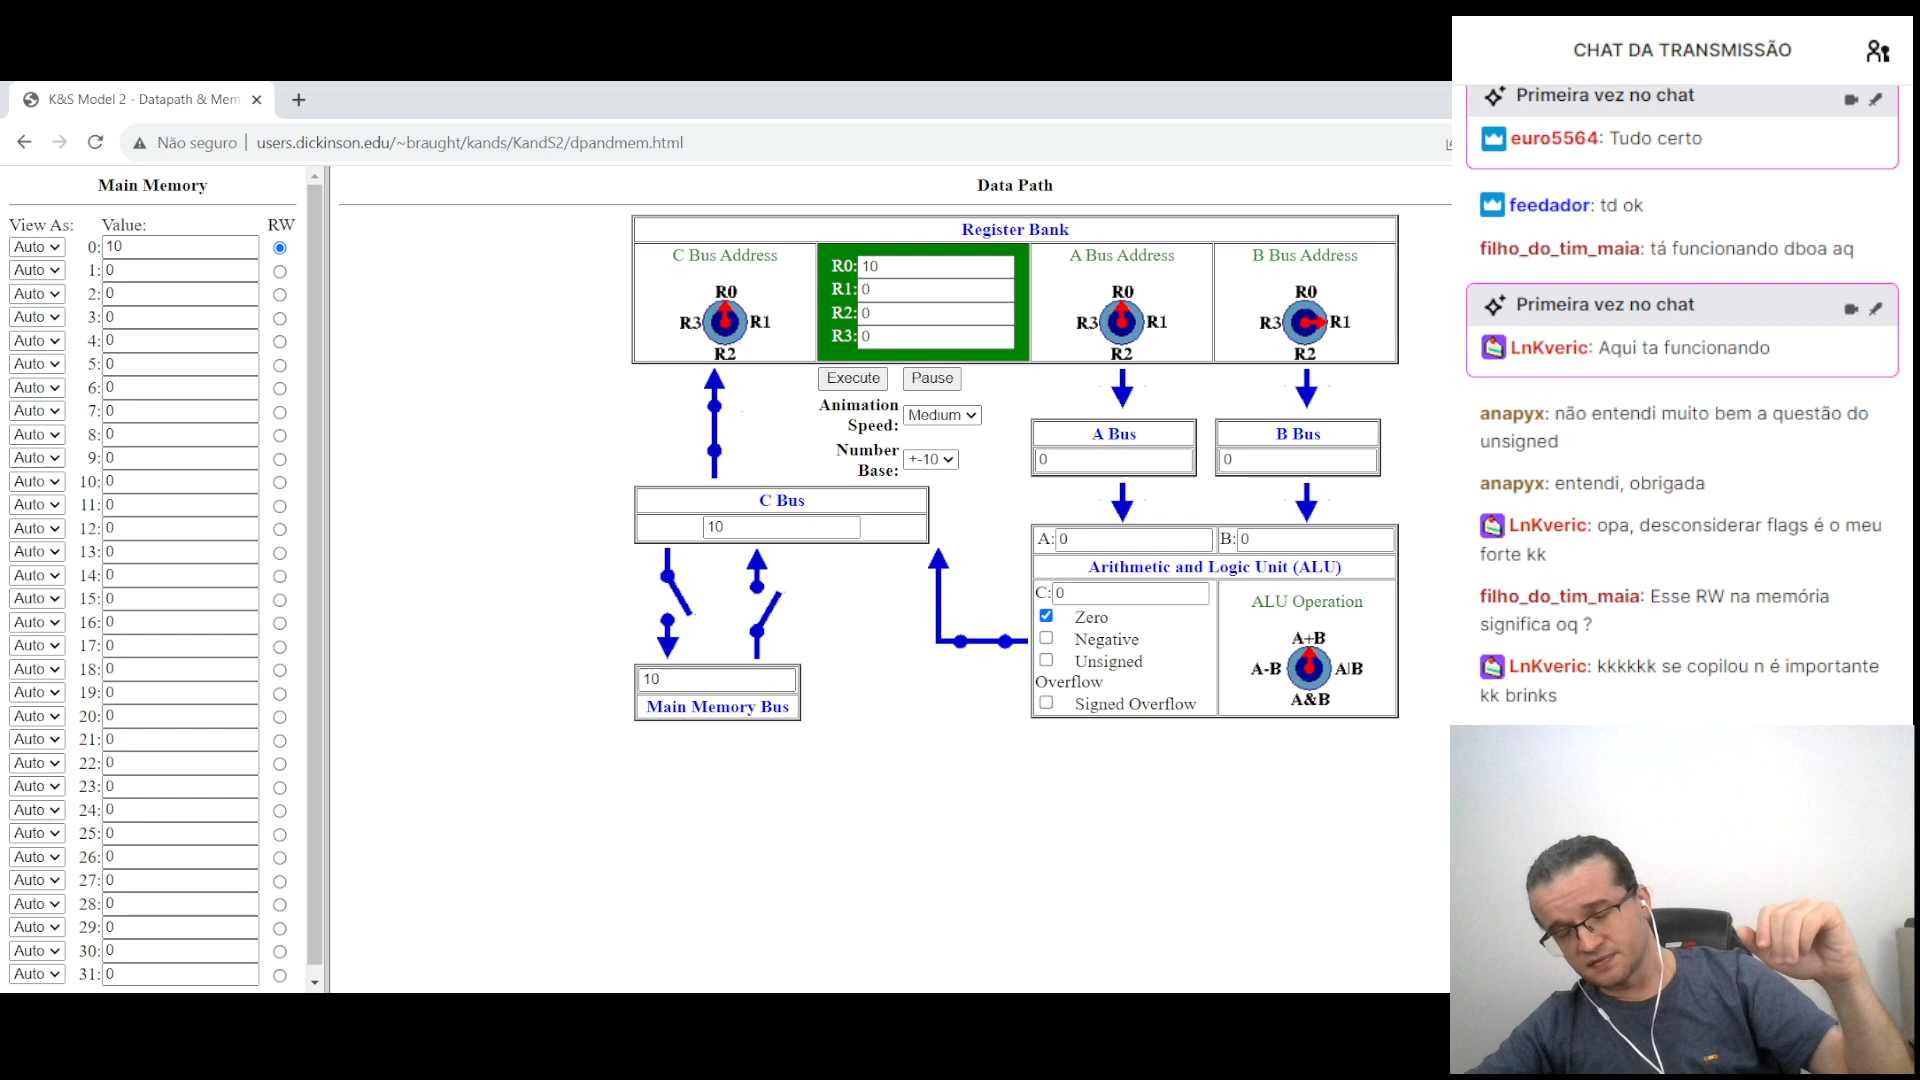 K&S Model 2 - Datapath & Mem
Não seguro | users.dickinson.edu/~braught/kands/KandS2/dpandmem.html
Main Memory
View As: Value: RW
Auto 0: 10
Auto 1: 0
Auto 2: 0
Auto 3: 0
Auto 4: 0
Auto 5: 0
Auto 6: 0
Auto 7: 0
Auto 8: 0
Auto 9: 0
Auto 10: 0
Auto 11: 0
Auto 12: 0
Auto 13: 0
Auto 14: 0
Auto 15: 0
Auto 16: 0
Auto 17: 0
Auto 18: 0
Auto 19: 0
Auto 20: 0
Auto 21: 0
Auto 22: 0
Auto 23: 0
Auto 24: 0
Auto 25: 0
Auto 26: 0
Auto 27: 0
Auto 28: 0
Auto 29: 0
Auto 30: 0
Auto 31: 0
Data Path
Register Bank
C Bus Address
R0
R3 R1
R2
R0: 10
R1: 0
R2: 0
R3: 0
A Bus Address
R0
R3 R1
R2
B Bus Address
R0
R3 R1
R2
Execute Pause
Animation
Speed: Medium
Number
Base: +-10
A Bus
0
B Bus
0
C Bus
10
10
Main Memory Bus
A: 0 B: 0
Arithmetic and Logic Unit (ALU)
C: 0
Zero
Negative
Unsigned
Overflow
Signed Overflow
ALU Operation
A+B
A-B A|B
A&B
CHAT DA TRANSMISSÃO
Primeira vez no chat
euro5564: Tudo certo
feedador: td ok
filho_do_tim_maia: tá funcionando dboa aq
Primeira vez no chat
LnKveric: Aqui ta funcionando
anapyx: não entendi muito bem a questão do
unsigned
anapyx: entendi, obrigada
LnKveric: opa, desconsiderar flags é o meu
forte kk
filho_do_tim_maia: Esse RW na memória
significa oq ?
LnKveric: kkkkkk se copilou n é importante
kk brinks